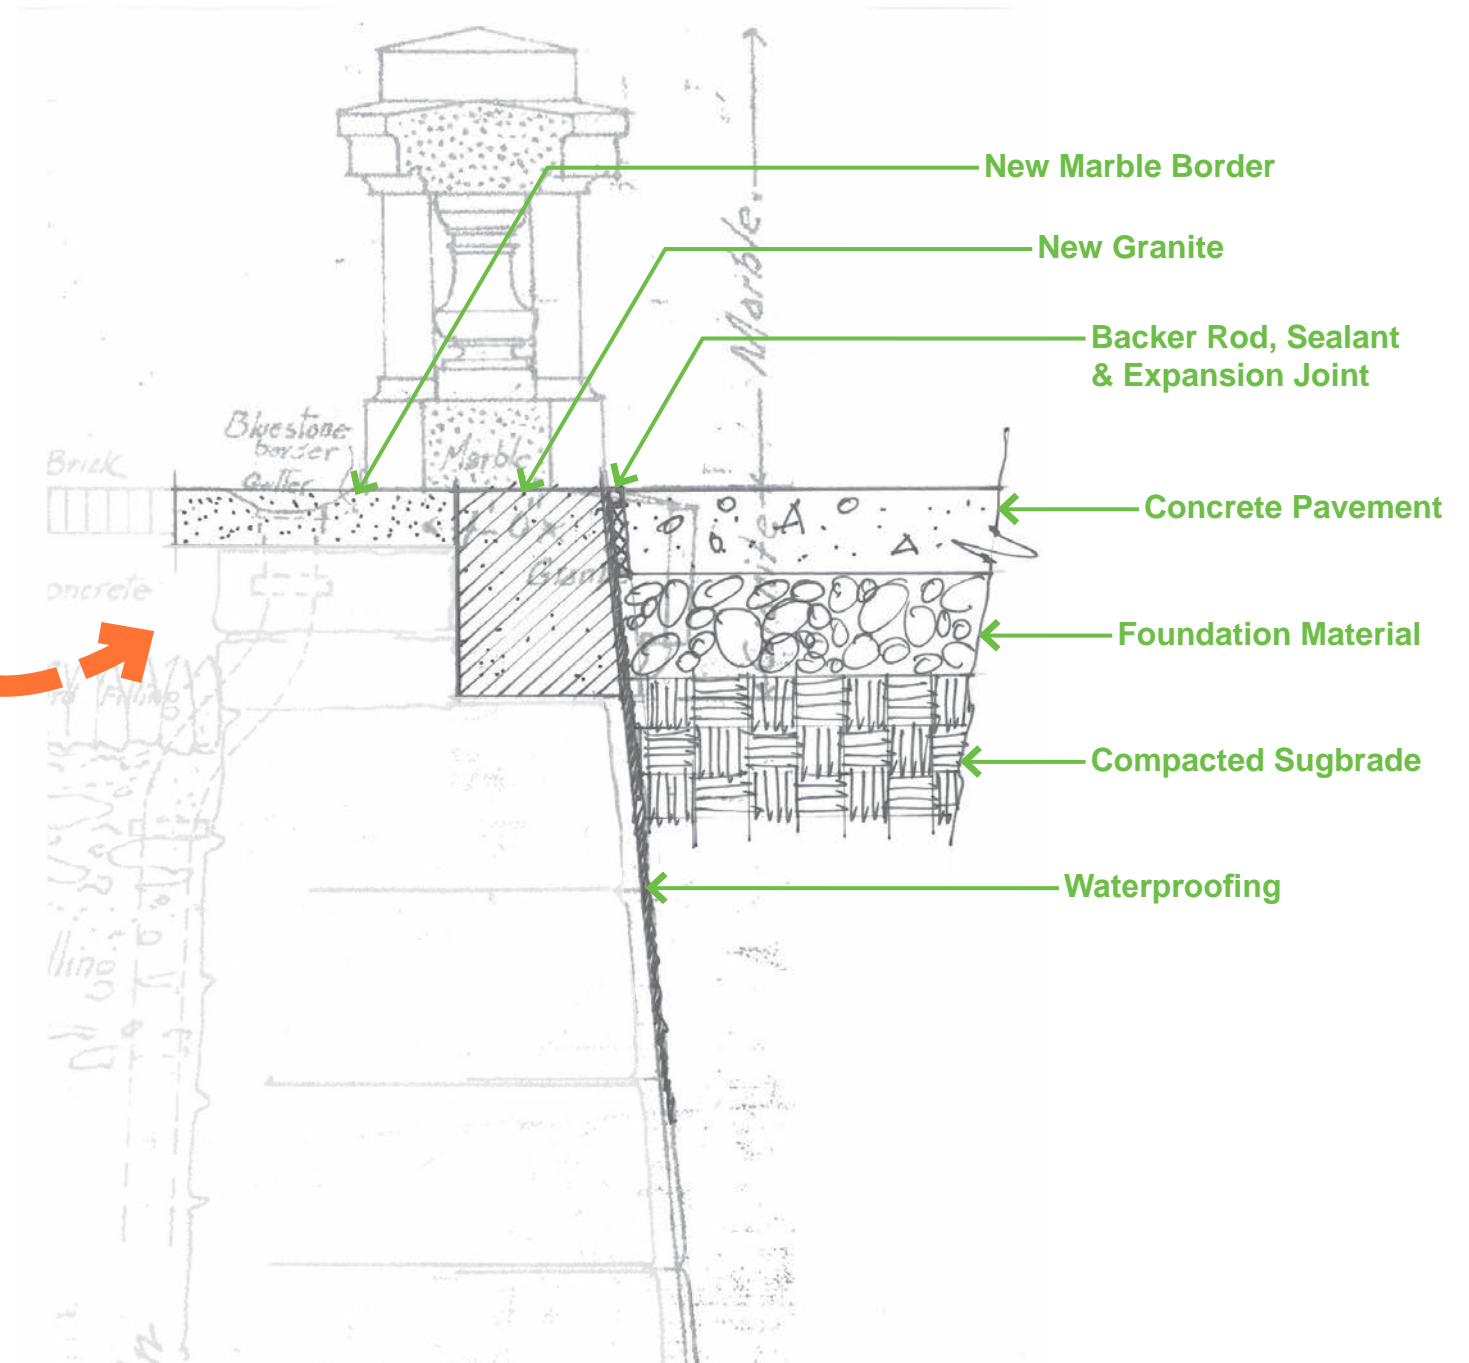 New Marble Border
New Granite
Marble.
Backer Rod, Sealant
& Expansion Joint
Bluestone
border
gutter
Brick
Marble
Concrete Pavement
oncrete
Foundation Material
Filling
Compacted Sugbrade
Waterproofing
lling